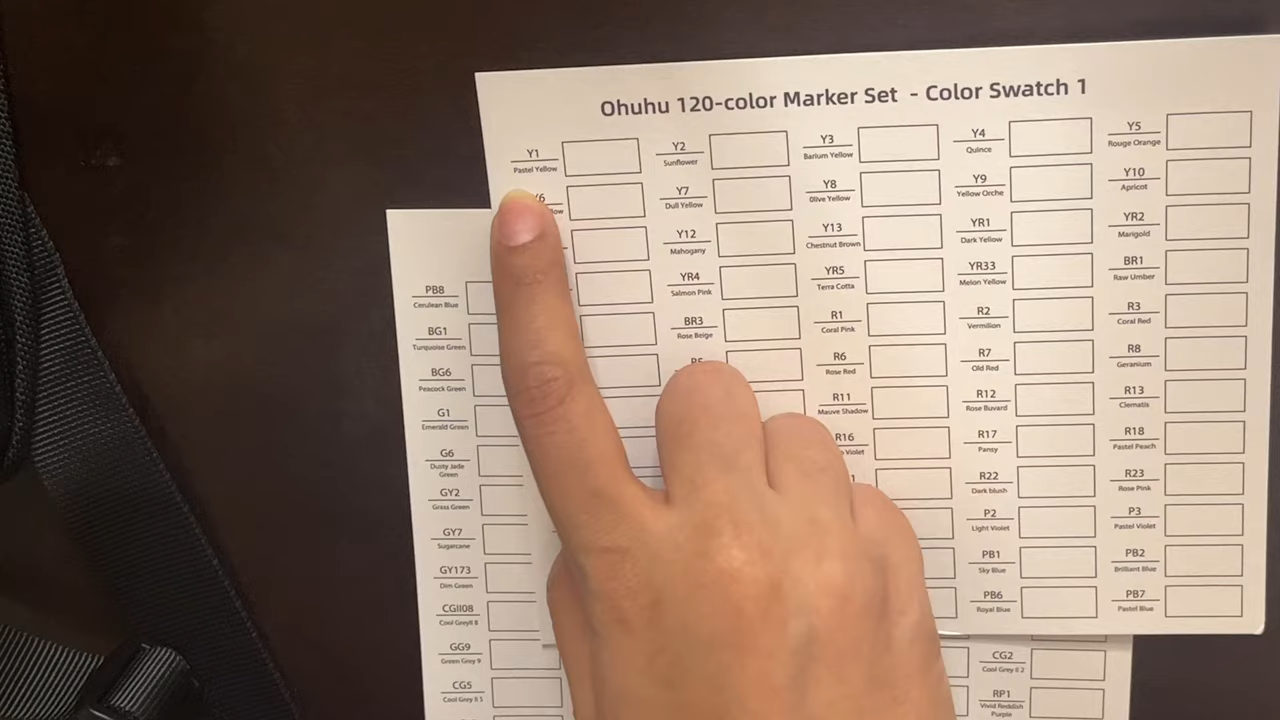 Ohuhu 120-color Marker Set - Color Swatch 1
Y1 Y2 Y3 Y4 Y5
Pastel Yellow Sunflower Barium Yellow Quince Rouge Orange
Y7 Y8 Y9 Y10
Dull Yellow Olive Yellow Yellow Orche Apricot
Y12 Y13 YR1 YR2
Mahogany Chestnut Brown Dark Yellow Marigold
YR4 YR5 YR33 BR1
Salmon Pink Terra Cotta Melon Yellow Raw Umber
BR3 R1 R2 R3
Rose Beige Coral Pink Vermilion Coral Red
R6 R7 R8
Rose Red Old Red Geranium
R11 R12 R13
Mauve Shadow Rose Buvard Clematis
R16 R17 R18
Violet Pansy Pastel Peach
R22 R23
Dark blush Rose Pink
P2 P3
Light Violet Pastel Violet
PB1 PB2
Sky Blue Brilliant Blue
PB6 PB7
Royal Blue Pastel Blue
PB8
Cerulean Blue
BG1
Turquoise Green
BG6
Peacock Green
G1
Emerald Green
G6
Dusty Jade
Green
GY2
Grass Green
GY7
Sugarcane
GY173
Dim Green
CGII08
Cool GreyII 8
GG9
Green Grey 9
CG5
Cool Grey II 5
CG2
Cool Grey II 2
RP1
Vivid Reddish
Purple